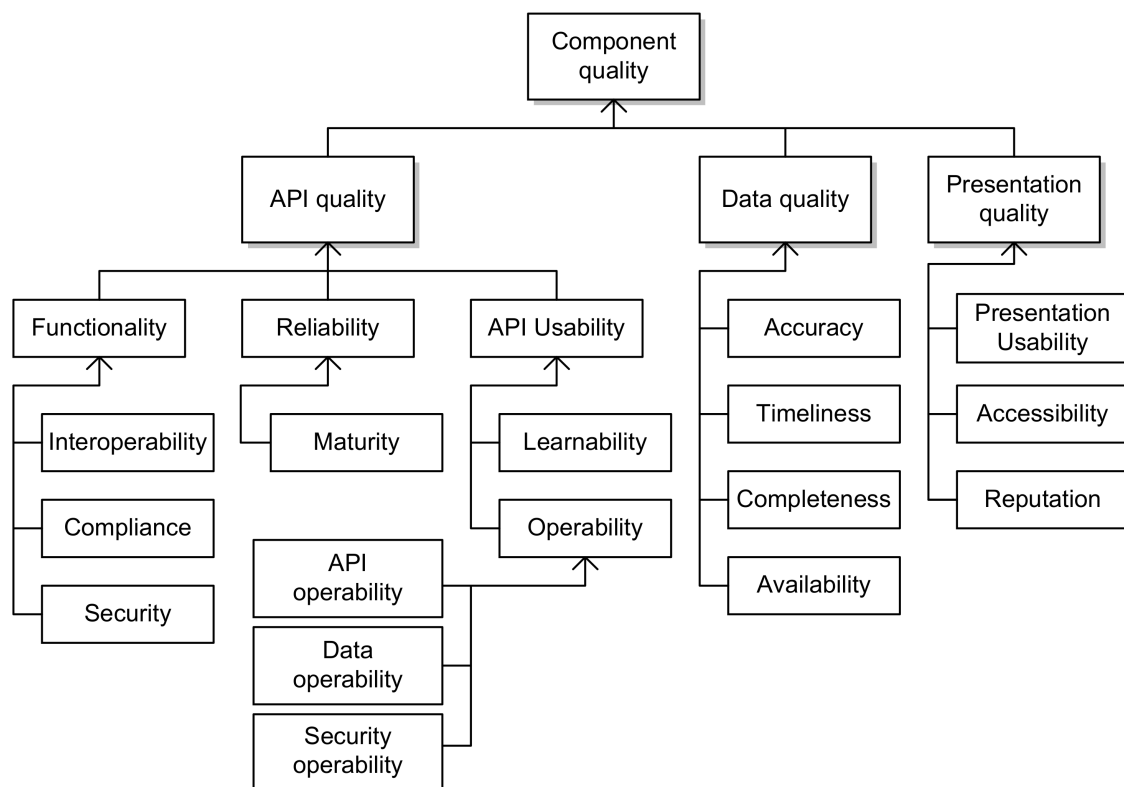 Component
quality
API quality
Data quality
Presentation
quality
Functionality
Reliability
API Usability
Accuracy
Presentation
Usability
Interoperability
Maturity
Learnability
Timeliness
Accessibility
Compliance
Operability
Completeness
Reputation
Security
API
operability
Availability
Data
operability
Security
operability